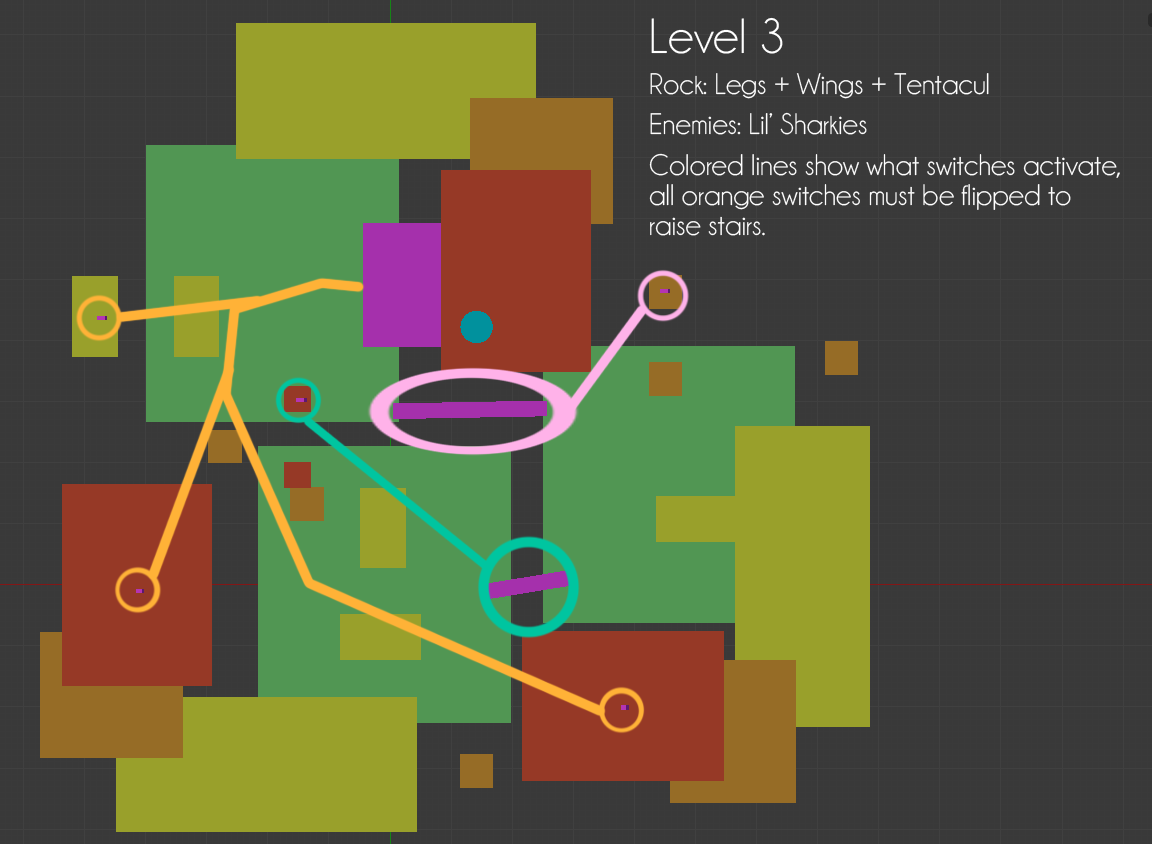 Level 3
Rock: Legs + Wings + Tentacul
Enemies: Lil' Sharkies
Colored lines show what switches activate,
all orange switches must be flipped to
raise stairs.